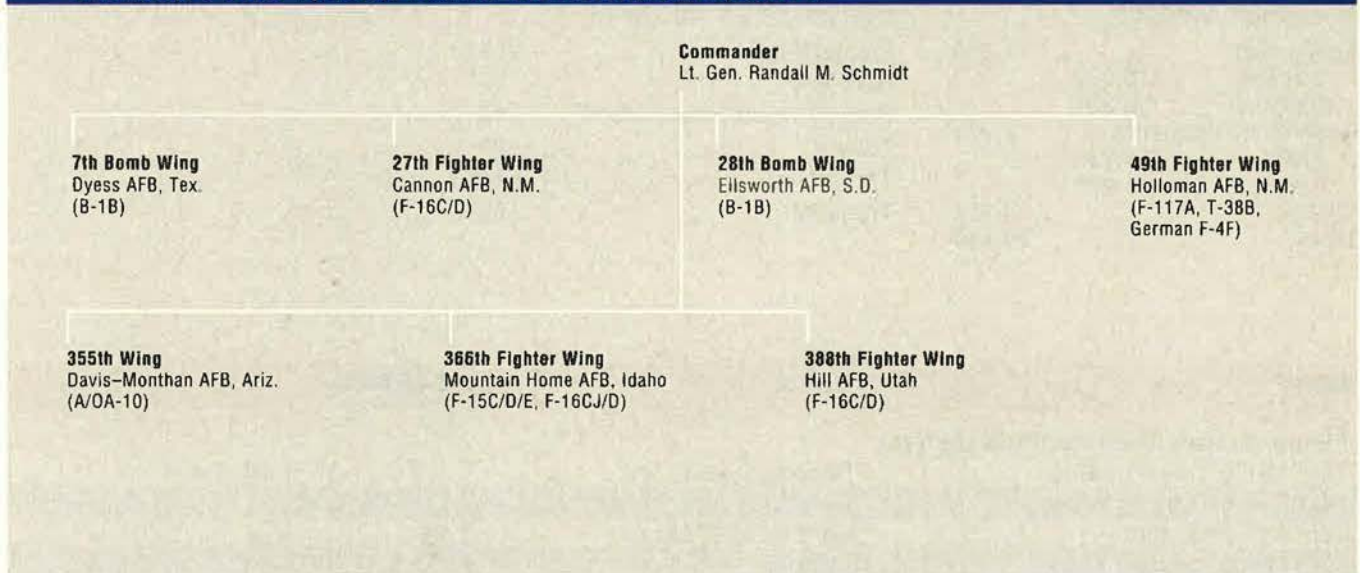 Commander
Lt. Gen. Randall M. Schmidt
7th Bomb Wing
Dyess AFB, Tex.
(B-1B)
27th Fighter Wing
Cannon AFB, N.M.
(F-16C/D)
28th Bomb Wing
Ellsworth AFB, S.D.
(B-1B)
49th Fighter Wing
Holloman AFB, N.M.
(F-117A, T-38B,
German F-4F)
355th Wing
Davis–Monthan AFB, Ariz.
(A/OA-10)
366th Fighter Wing
Mountain Home AFB, Idaho
(F-15C/D/E, F-16CJ/D)
388th Fighter Wing
Hill AFB, Utah
(F-16C/D)